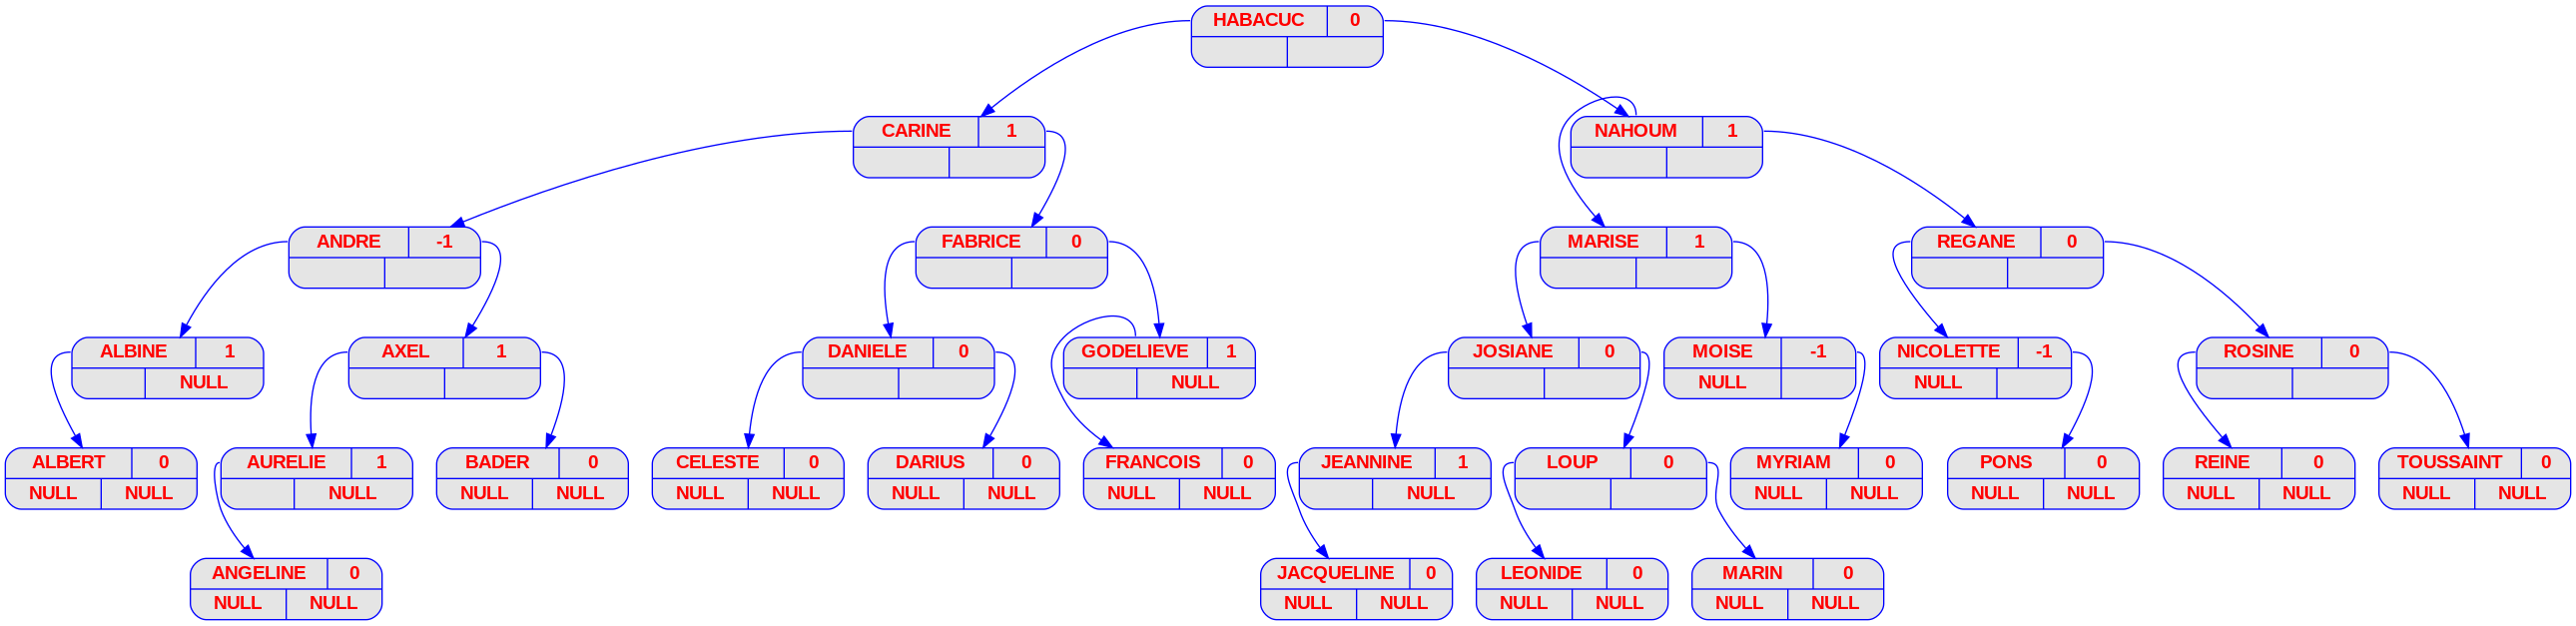 HABACUC 0
CARINE 1
NAHOUM 1
ANDRE -1
FABRICE 0
MARISE 1
REGANE 0
ALBINE 1
NULL
AXEL 1
DANIELE 0
GODELIEVE 1
NULL
JOSIANE 0
MOISE -1
NULL
NICOLETTE -1
NULL
ROSINE 0
ALBERT 0
NULL NULL
AURELIE 1
NULL
BADER 0
NULL NULL
CELESTE 0
NULL NULL
DARIUS 0
NULL NULL
FRANCOIS 0
NULL NULL
JEANNINE 1
NULL
LOUP 0
MYRIAM 0
NULL NULL
PONS 0
NULL NULL
REINE 0
NULL NULL
TOUSSAINT 0
NULL NULL
ANGELINE 0
NULL NULL
JACQUELINE 0
NULL NULL
LEONIDE 0
NULL NULL
MARIN 0
NULL NULL